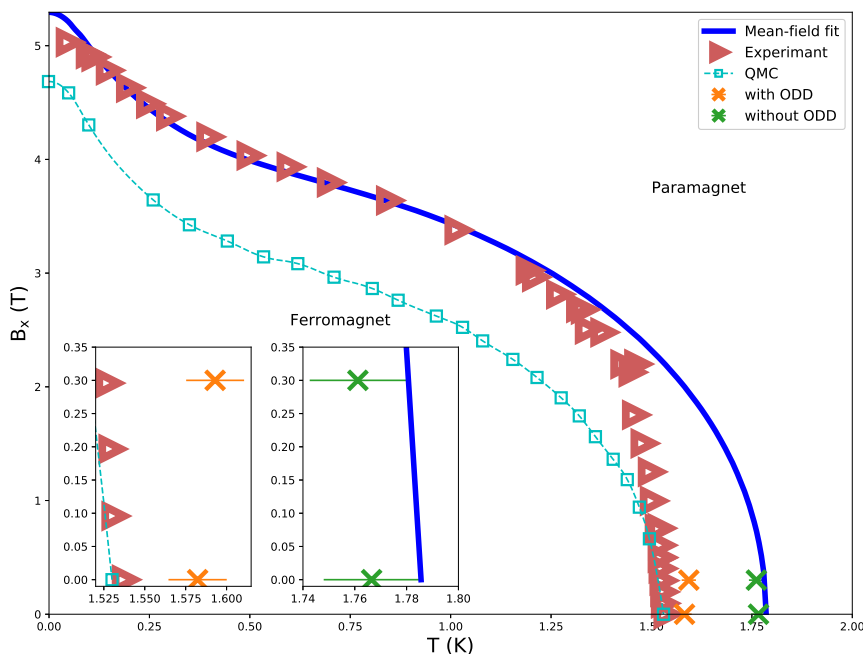 Mean-field fit
Experimant
QMC
with ODD
without ODD
Paramagnet
Ferromagnet
5
4
3
2
1
0
B_x (T)
0.35
0.30
0.25
0.20
0.15
0.10
0.05
0.00
1.525 1.550 1.575 1.600
0.35
0.30
0.25
0.20
0.15
0.10
0.05
0.00
1.74 1.76 1.78 1.80
0.00 0.25 0.50 0.75 1.00 1.25 1.50 1.75 2.00
T (K)